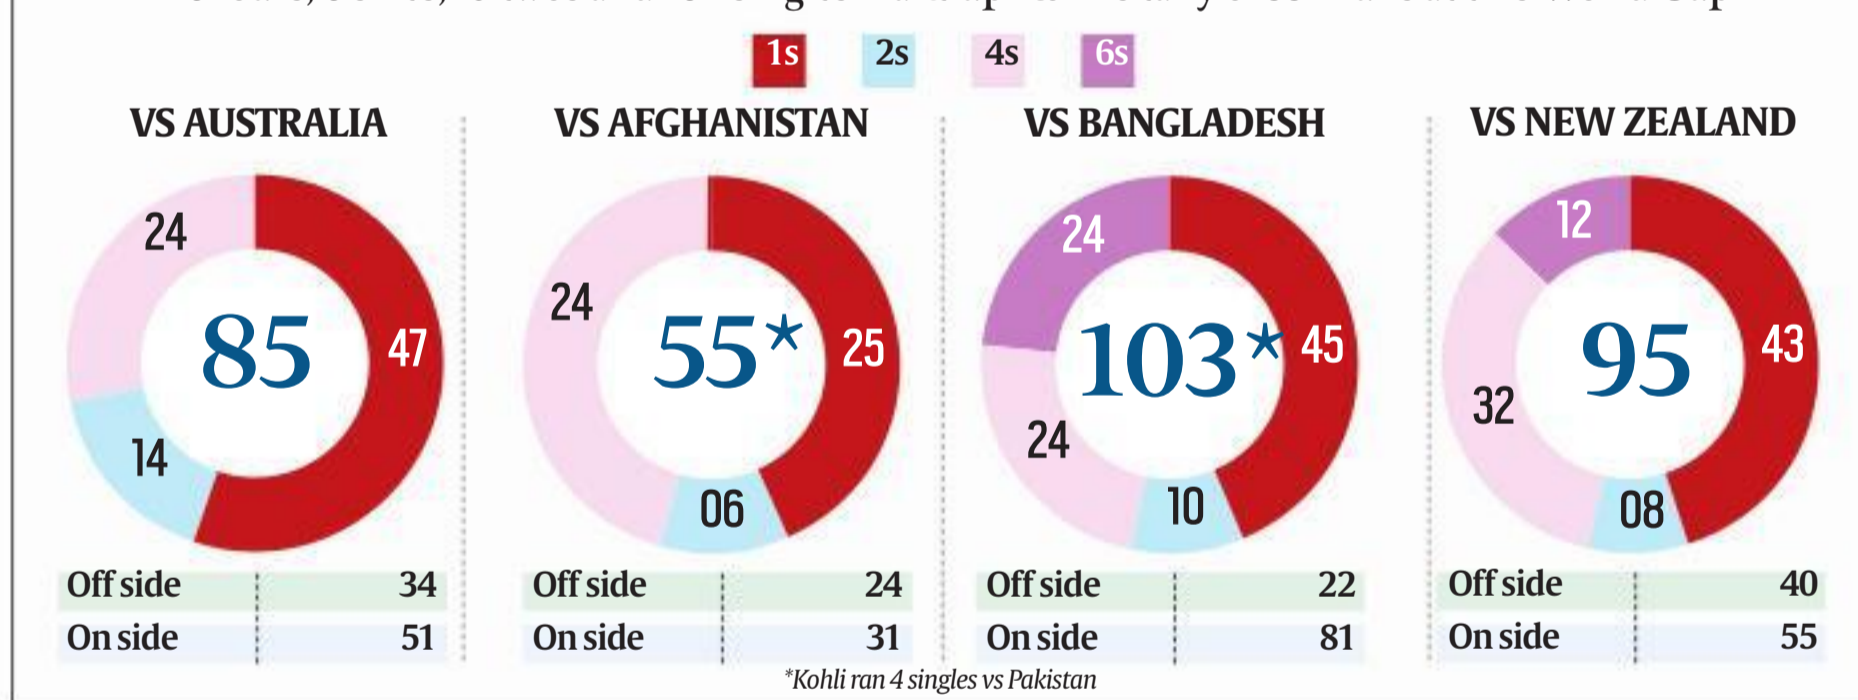 1s 2s 4s 6s
VS AUSTRALIA
24
85
47
14
Off side 34
On side 51
VS AFGHANISTAN
24
55*
25
06
Off side 24
On side 31
VS BANGLADESH
24
103*
45
24
10
Off side 22
On side 81
VS NEW ZEALAND
12
95
43
32
08
Off side 40
On side 55
*Kohli ran 4 singles vs Pakistan